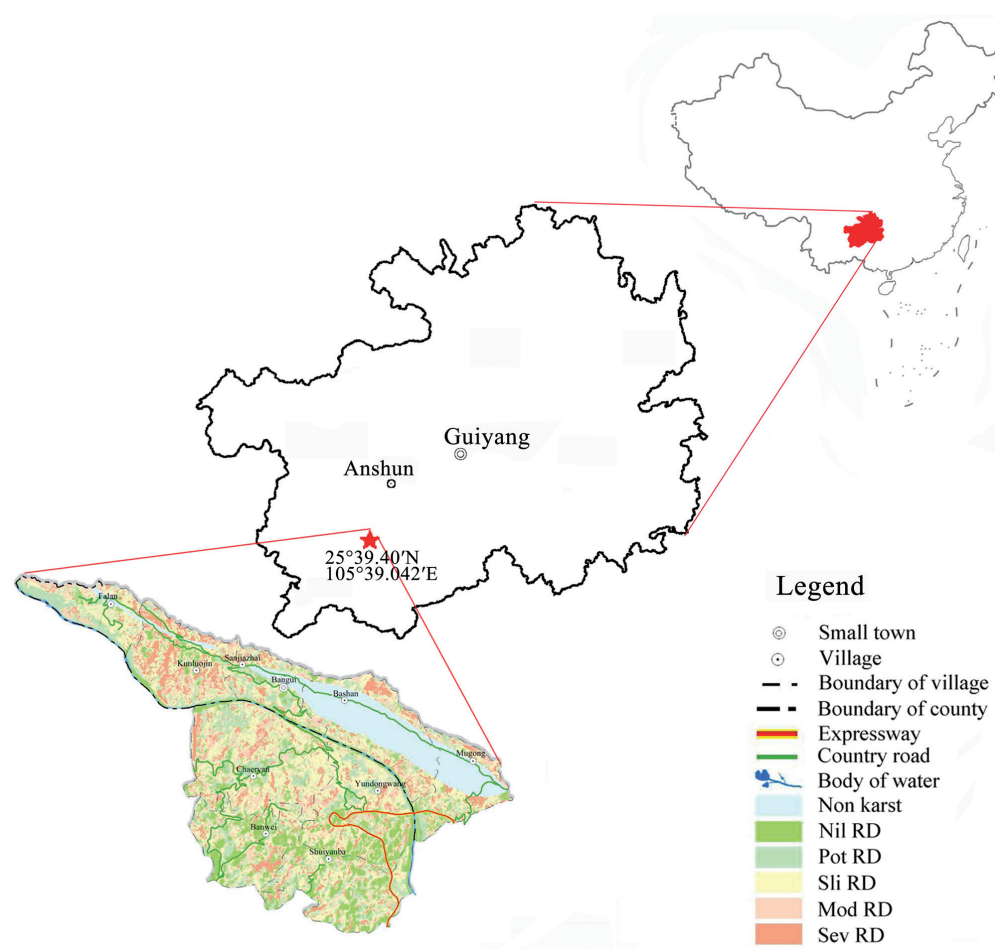 Guiyang
Anshun
25°39.40′N
105°39.042′E
Falan
Kunluojin
Sanjiazhai
Bangui
Bashan
Mugong
Chaeryan
Yundongwang
Banwei
Shuiyanba
Legend
Small town
Village
Boundary of village
Boundary of county
Expressway
Country road
Body of water
Non karst
Nil RD
Pot RD
Sli RD
Mod RD
Sev RD